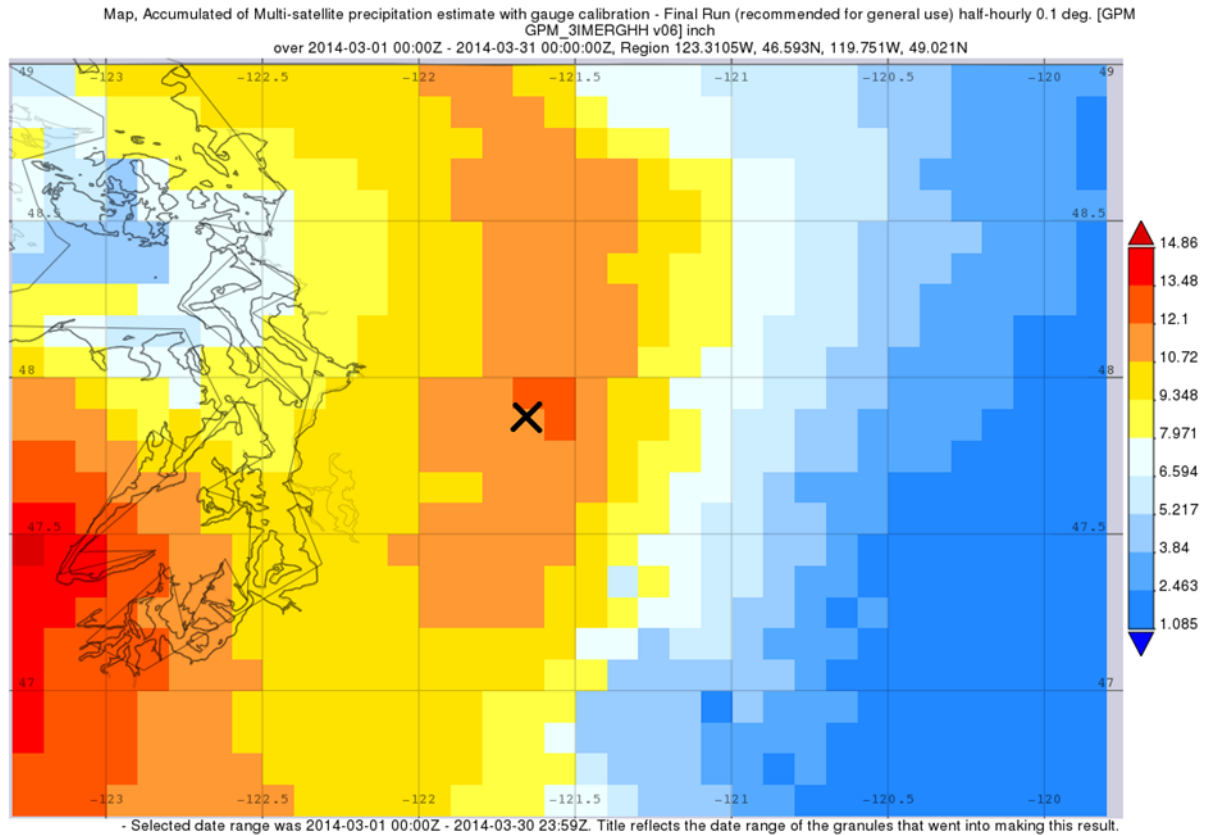 Map, Accumulated of Multi-satellite precipitation estimate with gauge calibration - Final Run (recommended for general use) half-hourly 0.1 deg. [GPM
GPM_3IMERGHH v06] inch
over 2014-03-01 00:00Z - 2014-03-31 00:00:00Z, Region 123.3105W, 46.593N, 119.751W, 49.021N
49 -123 -122.5 -122 -121.5 -121 -120.5 -120 49
48.5 48.5
14.86
13.48
12.1
10.72
48 48
9.348
7.971
6.594
5.217
47.5 47.5
3.84
2.463
1.085
47 47
-123 -122.5 -122 -121.5 -121 -120.5 -120
- Selected date range was 2014-03-01 00:00Z - 2014-03-30 23:59Z. Title reflects the date range of the granules that went into making this result.